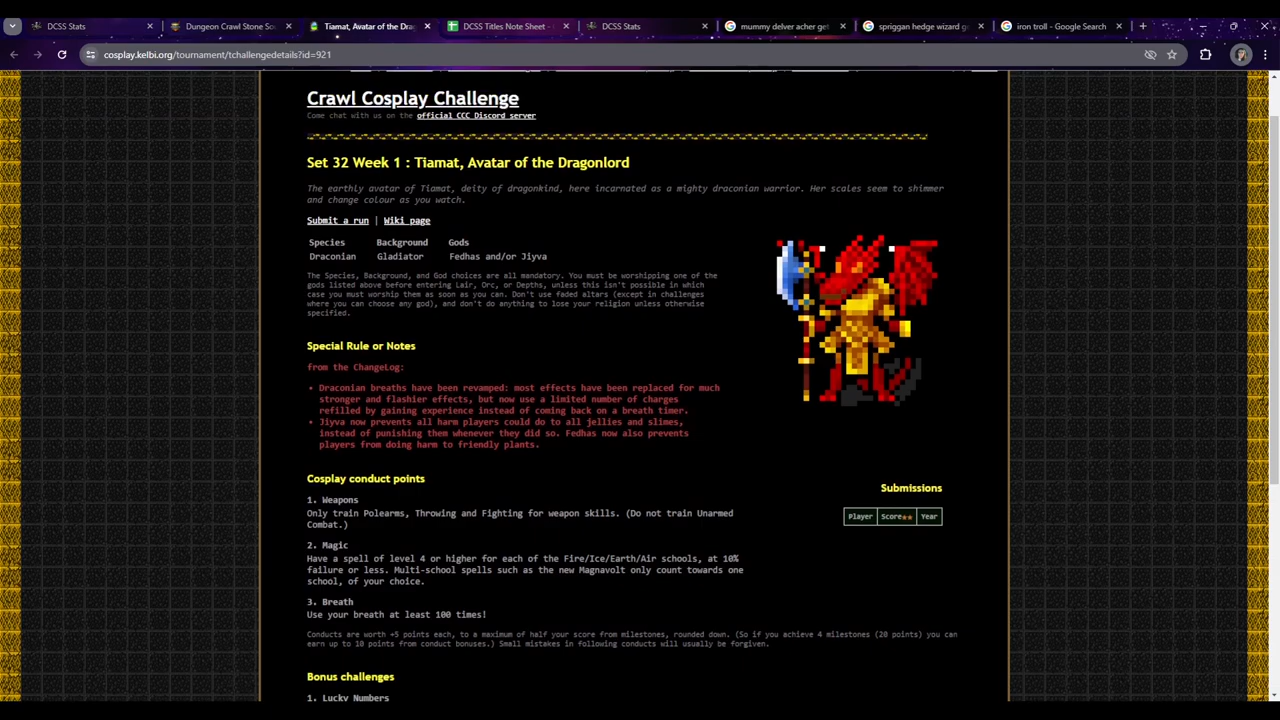 DCSS Stats
Dungeon Crawl Stone So
Tiamat, Avatar of the Dra
DCSS Titles Note Sheet -
DCSS Stats
mummy delver acher get
spriggan hedge wizard g
iron troll - Google Search
cosplay.kelbi.org/tournament/tchallengedetails?id=921
Crawl Cosplay Challenge
Come chat with us on the official CCC Discord server
Set 32 Week 1 : Tiamat, Avatar of the Dragonlord
The earthly avatar of Tiamat, deity of dragonkind, here incarnated as a mighty draconian warrior. Her scales seem to shimmer
and change colour as you watch.
Submit a run | Wiki page
Species Background Gods
Draconian Gladiator Fedhas and/or Jiyva
The Species, Background, and God choices are all mandatory. You must be worshipping one of the
gods listed above before entering Lair, Orc, or Depths, unless this isn't possible in which
case you must worship them as soon as you can. Don't use faded altars (except in challenges
where you can choose any god), and don't do anything to lose your religion unless otherwise
specified.
Special Rule or Notes
from the ChangeLog:
• Draconian breaths have been revamped: most effects have been replaced for much
stronger and flashier effects, but now use a limited number of charges
refilled by gaining experience instead of coming back on a breath timer.
• Jiyva now prevents all harm players could do to all jellies and slimes,
instead of punishing them whenever they did so. Fedhas now also prevents
players from doing harm to friendly plants.
Cosplay conduct points
1. Weapons
Only train Polearms, Throwing and Fighting for weapon skills. (Do not train Unarmed
Combat.)
2. Magic
Have a spell of level 4 or higher for each of the Fire/Ice/Earth/Air schools, at 10%
failure or less. Multi-school spells such as the new Magnavolt only count towards one
school, of your choice.
3. Breath
Use your breath at least 100 times!
Conducts are worth +5 points each, to a maximum of half your score from milestones, rounded down. (So if you achieve 4 milestones (20 points) you can
earn up to 10 points from conduct bonuses.) Small mistakes in following conducts will usually be forgiven.
Submissions
Player Score★★ Year
Bonus challenges
1. Lucky Numbers